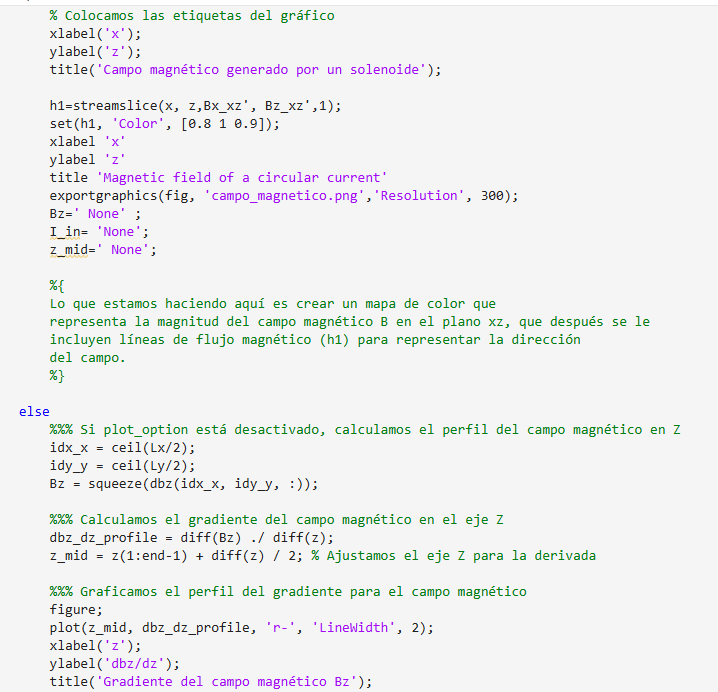 % Colocamos las etiquetas del gráfico
xlabel('x');
ylabel('z');
title('Campo magnético generado por un solenoide');
h1=streamslice(x, z,Bx_xz', Bz_xz',1);
set(h1, 'Color', [0.8 1 0.9]);
xlabel 'x'
ylabel 'z'
title 'Magnetic field of a circular current'
exportgraphics(fig, 'campo_magnetico.png','Resolution', 300);
Bz=' None' ;
I_in= 'None';
z_mid=' None';
%{
Lo que estamos haciendo aquí es crear un mapa de color que
representa la magnitud del campo magnético B en el plano xz, que después se le
incluyen líneas de flujo magnético (h1) para representar la dirección
del campo.
%}
else
%%% Si plot_option está desactivado, calculamos el perfil del campo magnético en Z
idx_x = ceil(Lx/2);
idy_y = ceil(Ly/2);
Bz = squeeze(dbz(idx_x, idy_y, :));
%%% Calculamos el gradiente del campo magnético en el eje Z
dbz_dz_profile = diff(Bz) ./ diff(z);
z_mid = z(1:end-1) + diff(z) / 2; % Ajustamos el eje Z para la derivada
%%% Graficamos el perfil del gradiente para el campo magnético
figure;
plot(z_mid, dbz_dz_profile, 'r-', 'LineWidth', 2);
xlabel('z');
ylabel('dbz/dz');
title('Gradiente del campo magnético Bz');